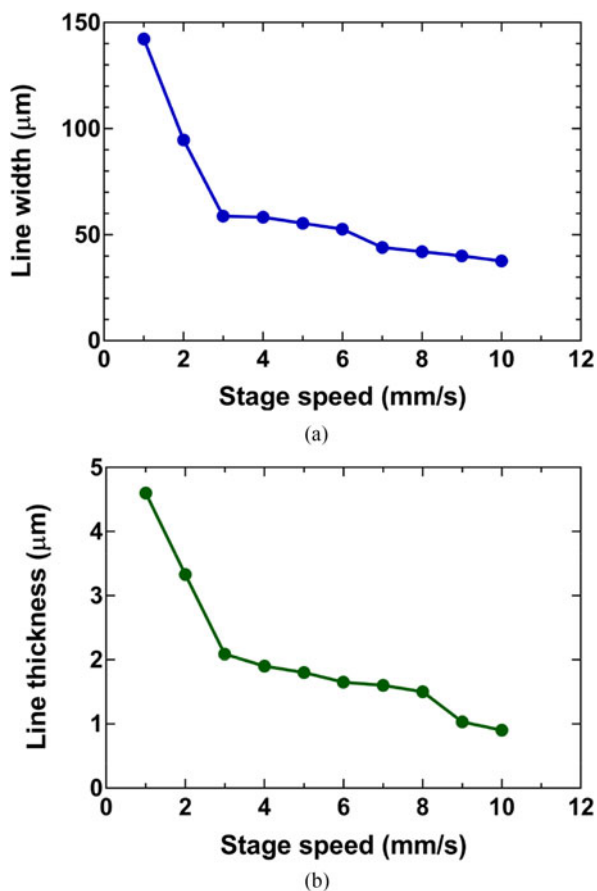 150
100
50
0
Line width (μm)
0 2 4 6 8 10 12
Stage speed (mm/s)
(a)
5
4
3
2
1
0
Line thickness (μm)
0 2 4 6 8 10 12
Stage speed (mm/s)
(b)